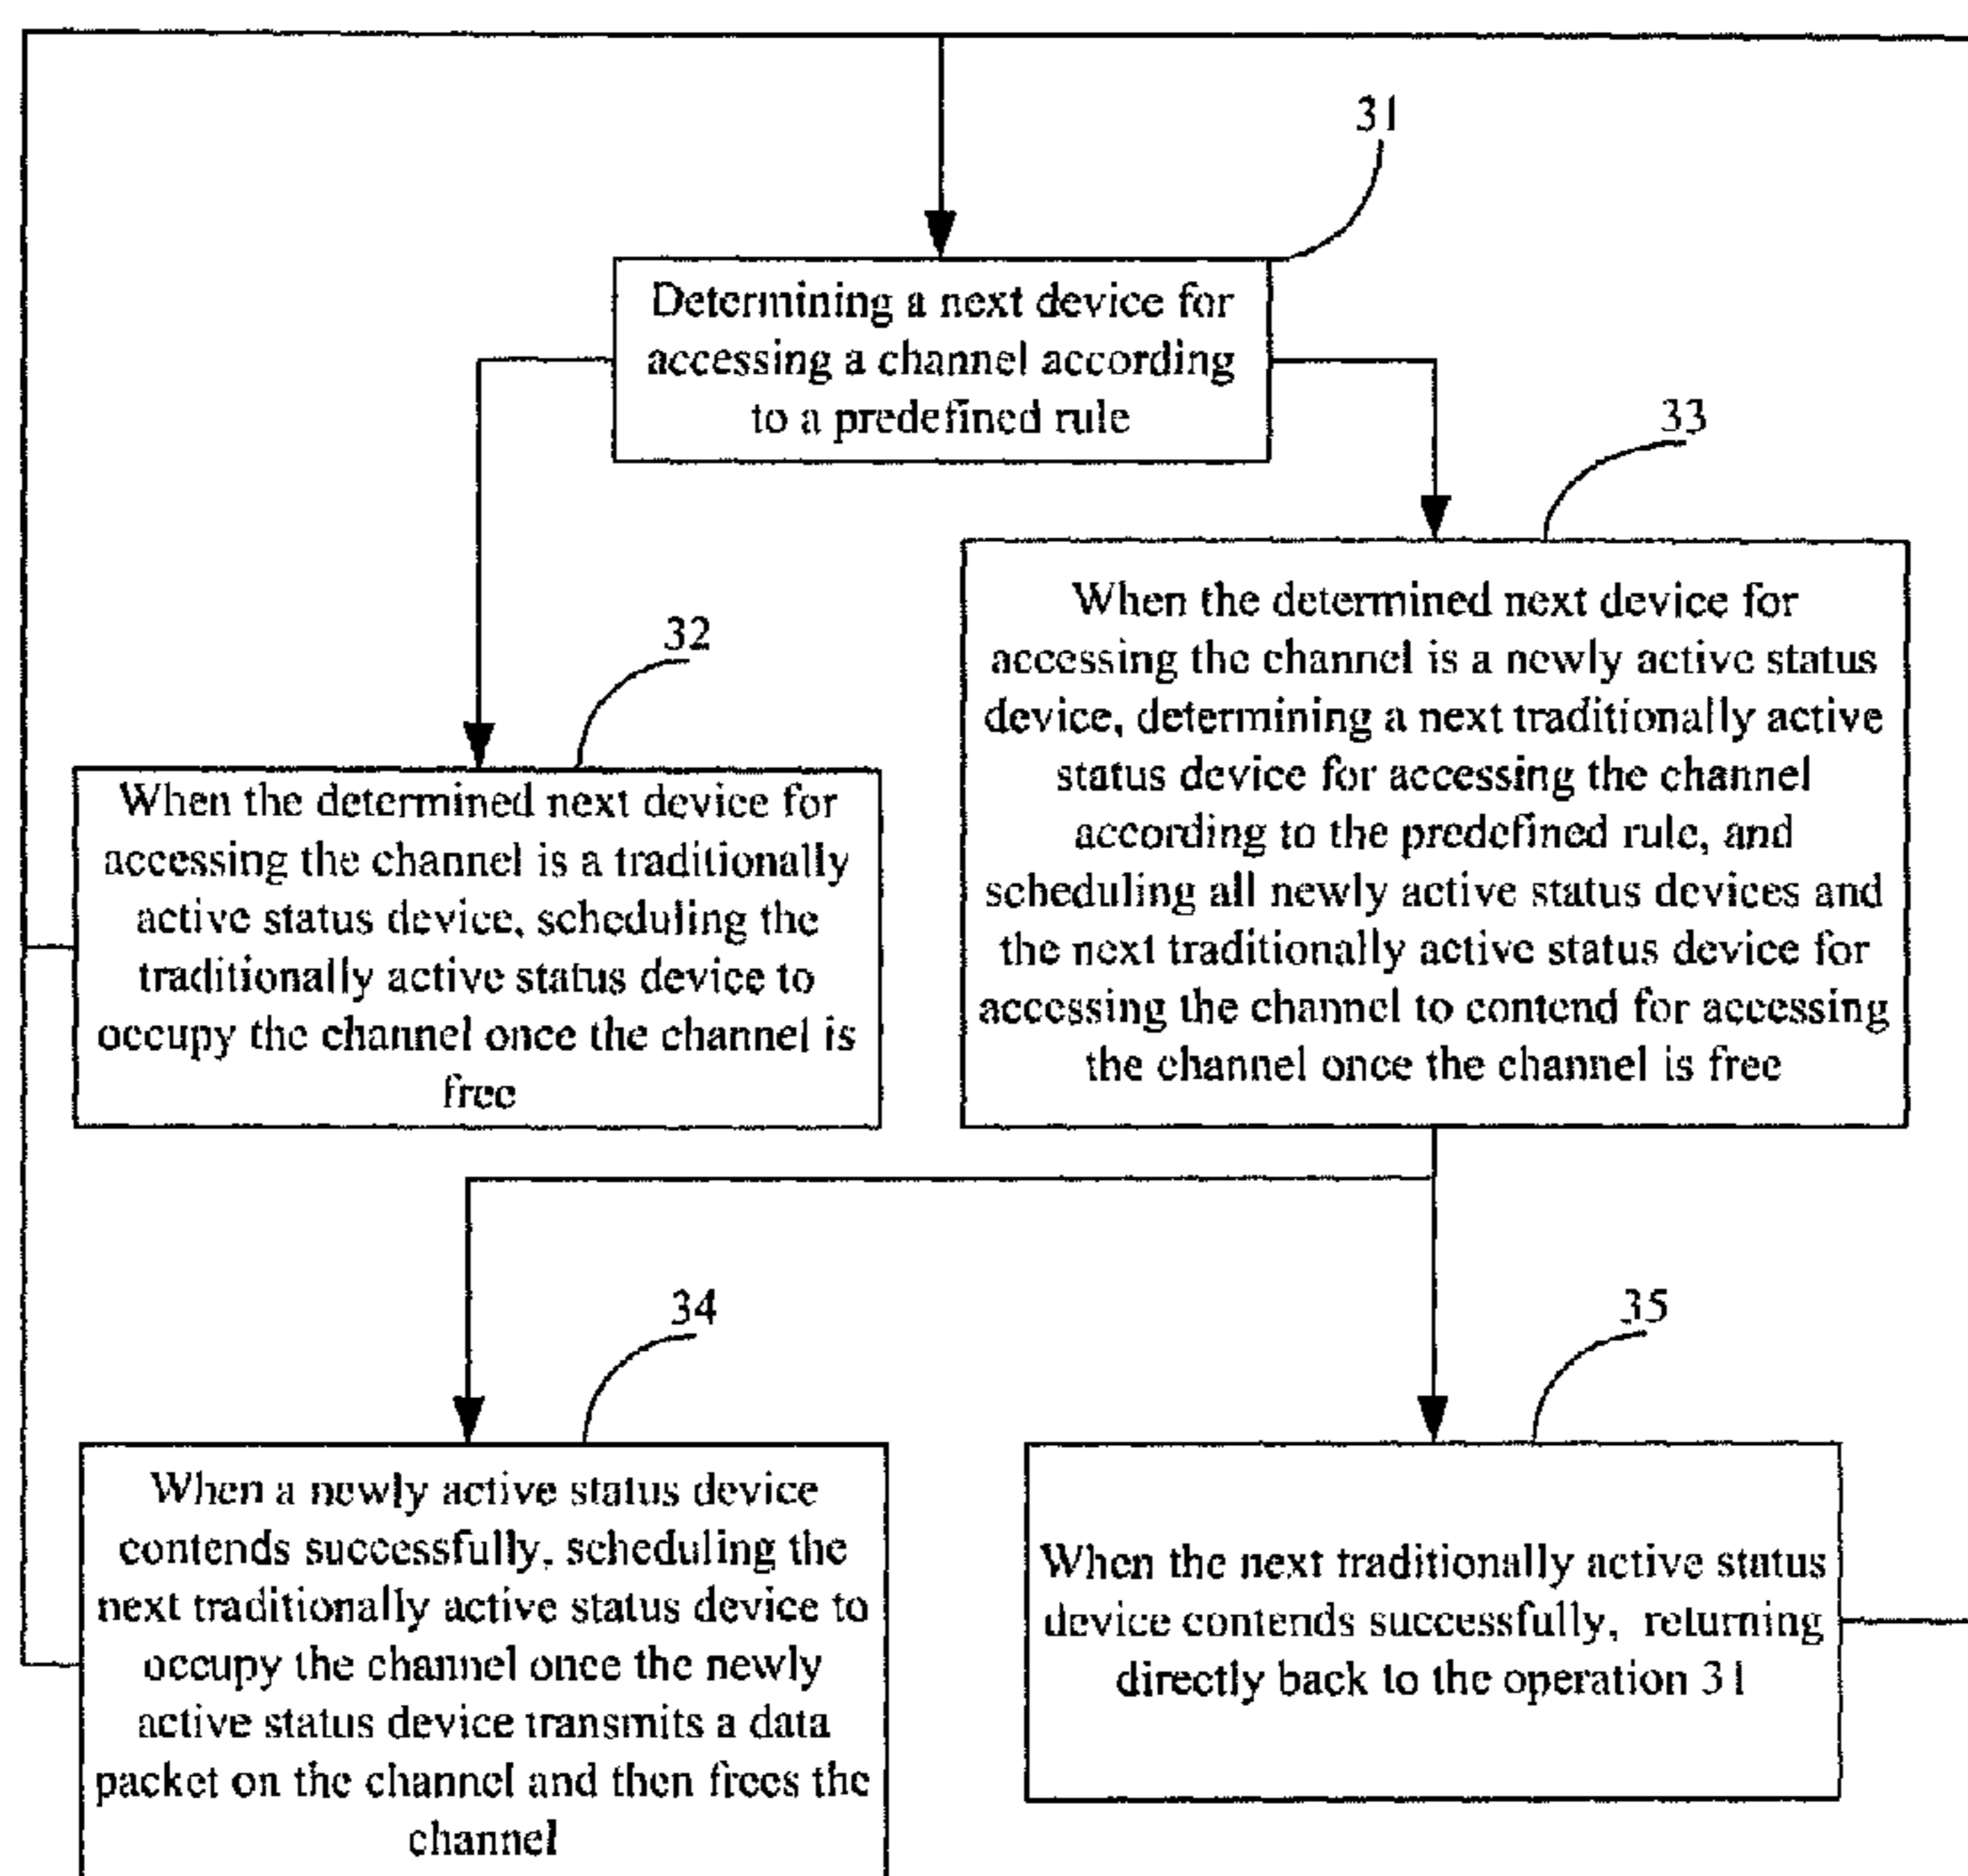 31
Determining a next device for
accessing a channel according
to a predefined rule
33
When the determined next device for
accessing the channel is a newly active status
device, determining a next traditionally active
status device for accessing the channel
according to the predefined rule, and
scheduling all newly active status devices and
the next traditionally active status device for
accessing the channel to contend for accessing
the channel once the channel is free
32
When the determined next device for
accessing the channel is a traditionally
active status device, scheduling the
traditionally active status device to
occupy the channel once the channel is
free
34
When a newly active status device
contends successfully, scheduling the
next traditionally active status device to
occupy the channel once the newly
active status device transmits a data
packet on the channel and then frees the
channel
35
When the next traditionally active status
device contends successfully, returning
directly back to the operation 31